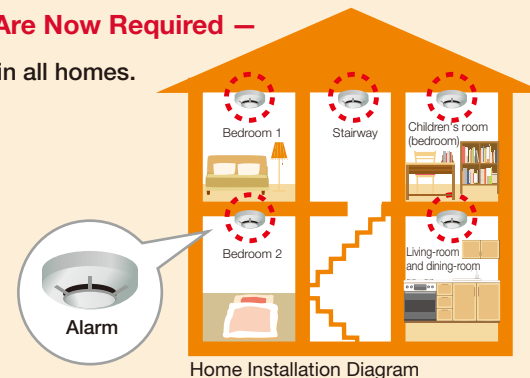 Are Now Required —
in all homes.
Bedroom 1
Stairway
Children's room
(bedroom)
Bedroom 2
Living-room
and dining-room
Alarm
Home Installation Diagram